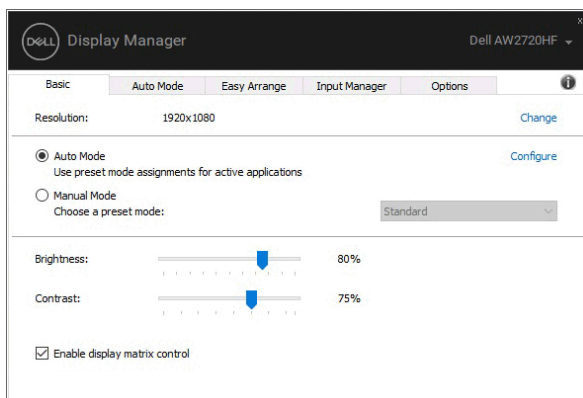 DELL Display Manager Dell AW2720HF
Basic Auto Mode Easy Arrange Input Manager Options
Resolution: 1920x1080 Change
Auto Mode Configure
Use preset mode assignments for active applications
Manual Mode
Choose a preset mode: Standard
Brightness: 80%
Contrast: 75%
Enable display matrix control